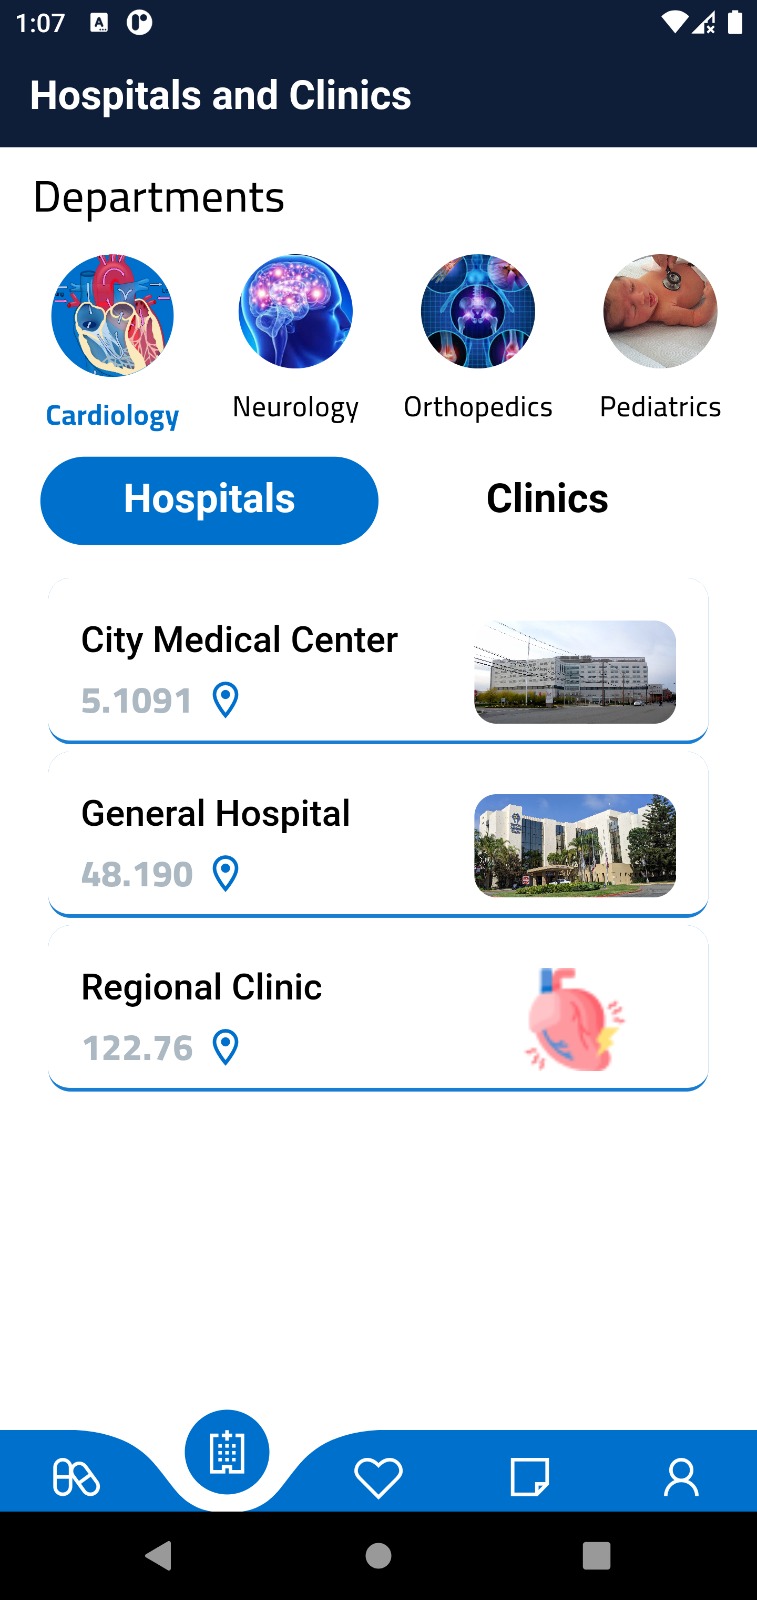 1:07
Hospitals and Clinics
Departments
Cardiology
Neurology
Orthopedics
Pediatrics
Hospitals
Clinics
City Medical Center
5.1091
General Hospital
48.190
Regional Clinic
122.76